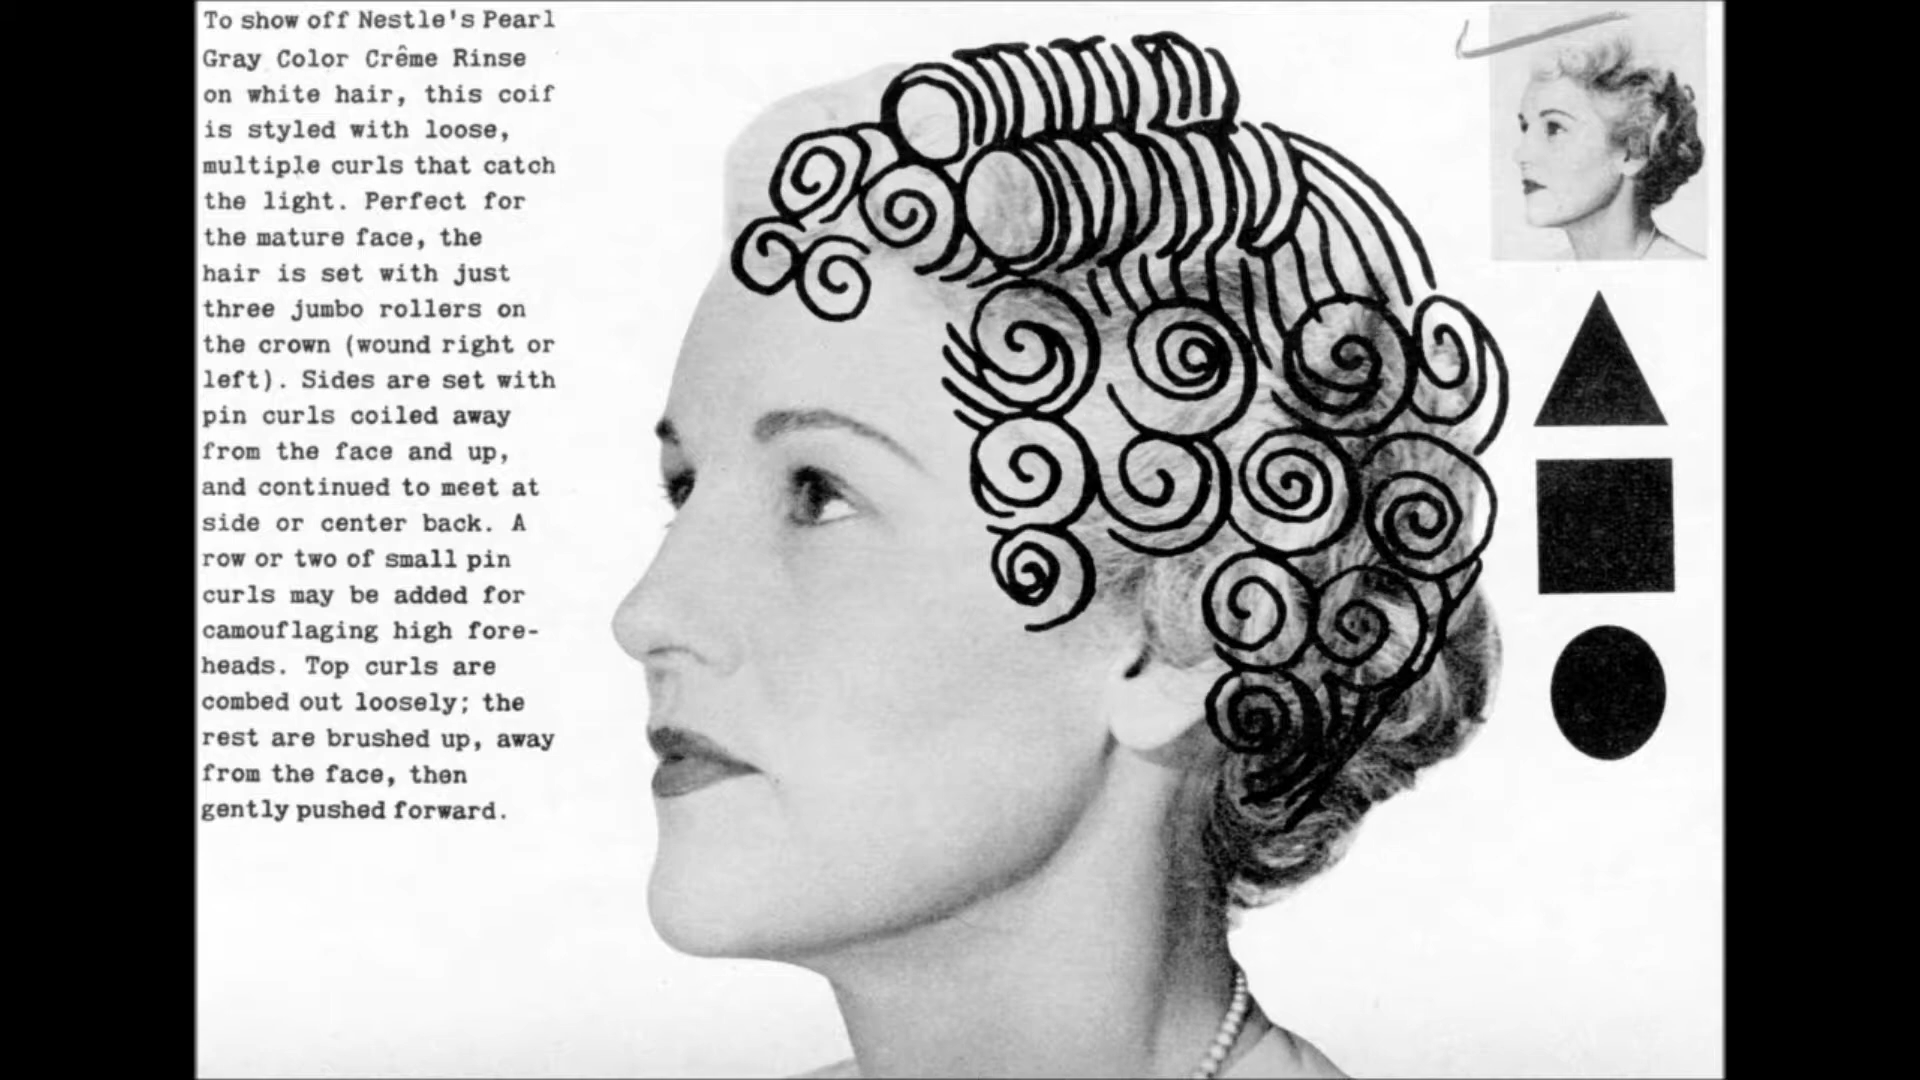 To show off Nestle's Pearl
Gray Color Crême Rinse
on white hair, this coif
is styled with loose,
multiple curls that catch
the light. Perfect for
the mature face, the
hair is set with just
three jumbo rollers on
the crown (wound right or
left). Sides are set with
pin curls coiled away
from the face and up,
and continued to meet at
side or center back. A
row or two of small pin
curls may be added for
camouflaging high fore-
heads. Top curls are
combed out loosely; the
rest are brushed up, away
from the face, then
gently pushed forward.